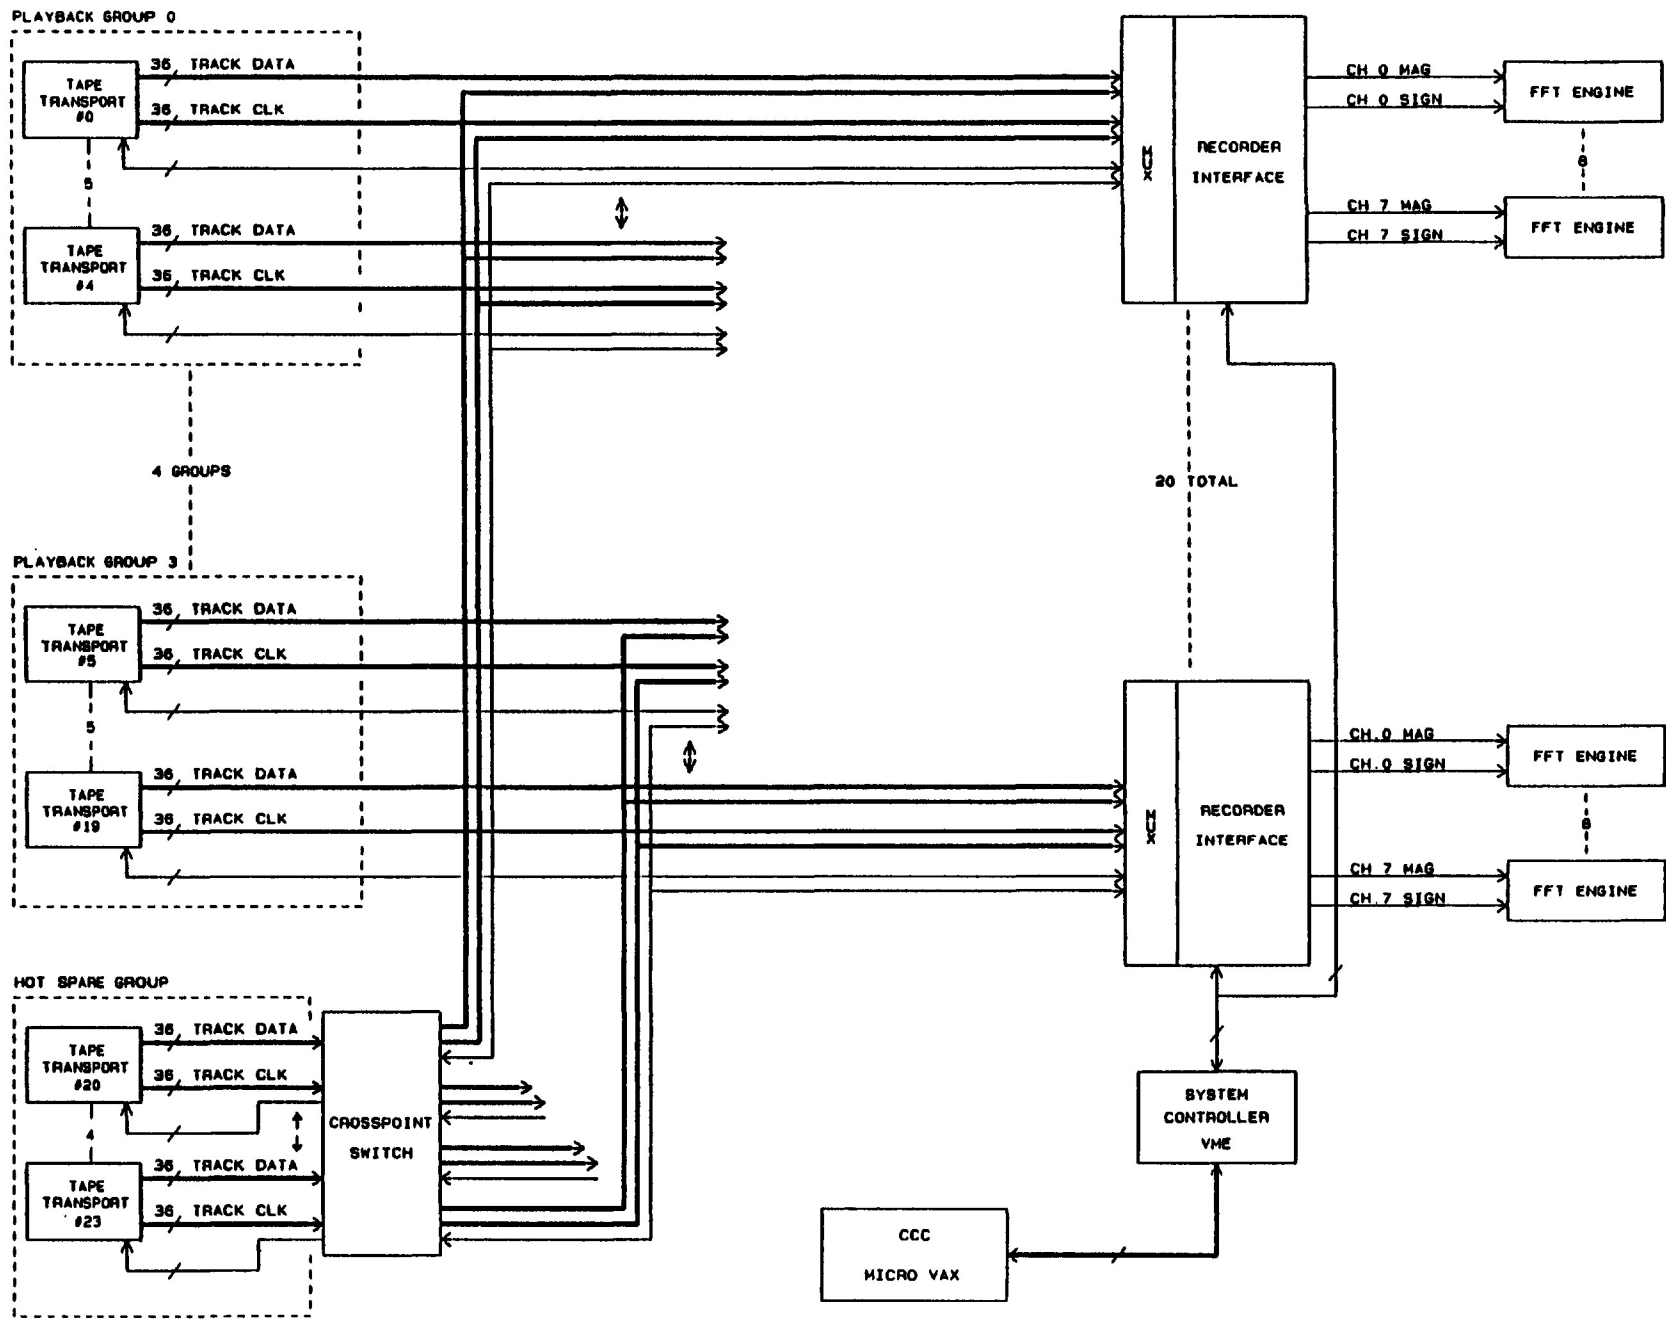 PLAYBACK GROUP 0
TAPE
TRANSPORT
#0
36 TRACK DATA
36 TRACK CLK
5
TAPE
TRANSPORT
#4
36 TRACK DATA
36 TRACK CLK
MUX
RECORDER
INTERFACE
CH 0 MAG
CH 0 SIGN
FFT ENGINE
8
CH 7 MAG
CH 7 SIGN
FFT ENGINE
4 GROUPS
20 TOTAL
PLAYBACK GROUP 3
TAPE
TRANSPORT
#5
36 TRACK DATA
36 TRACK CLK
5
TAPE
TRANSPORT
#19
36 TRACK DATA
36 TRACK CLK
MUX
RECORDER
INTERFACE
CH.0 MAG
CH.0 SIGN
FFT ENGINE
8
CH 7 MAG
CH.7 SIGN
FFT ENGINE
HOT SPARE GROUP
TAPE
TRANSPORT
#20
36 TRACK DATA
36 TRACK CLK
4
TAPE
TRANSPORT
#23
36 TRACK DATA
36 TRACK CLK
CROSSPOINT
SWITCH
SYSTEM
CONTROLLER
VME
CCC
MICRO VAX